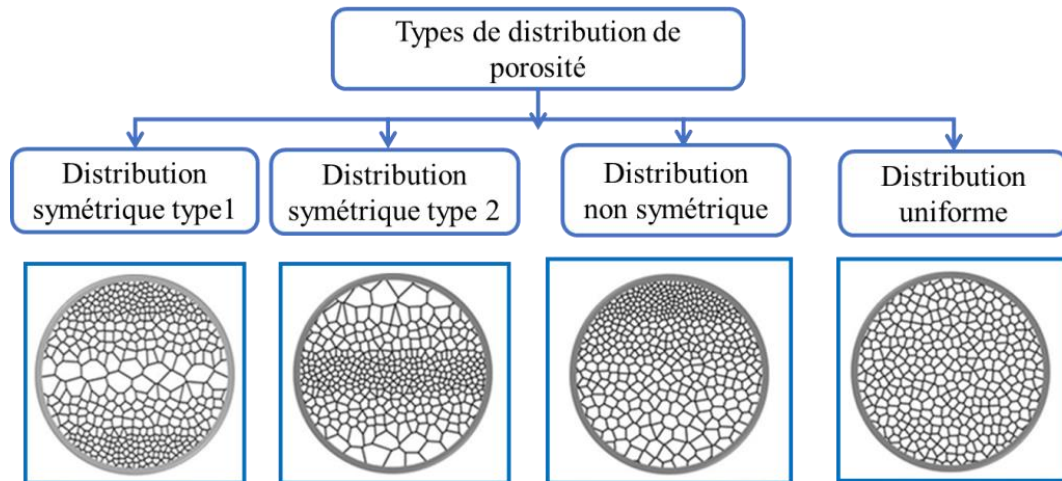 Types de distribution de
porosité
Distribution
symétrique type1
Distribution
symétrique type 2
Distribution
non symétrique
Distribution
uniforme